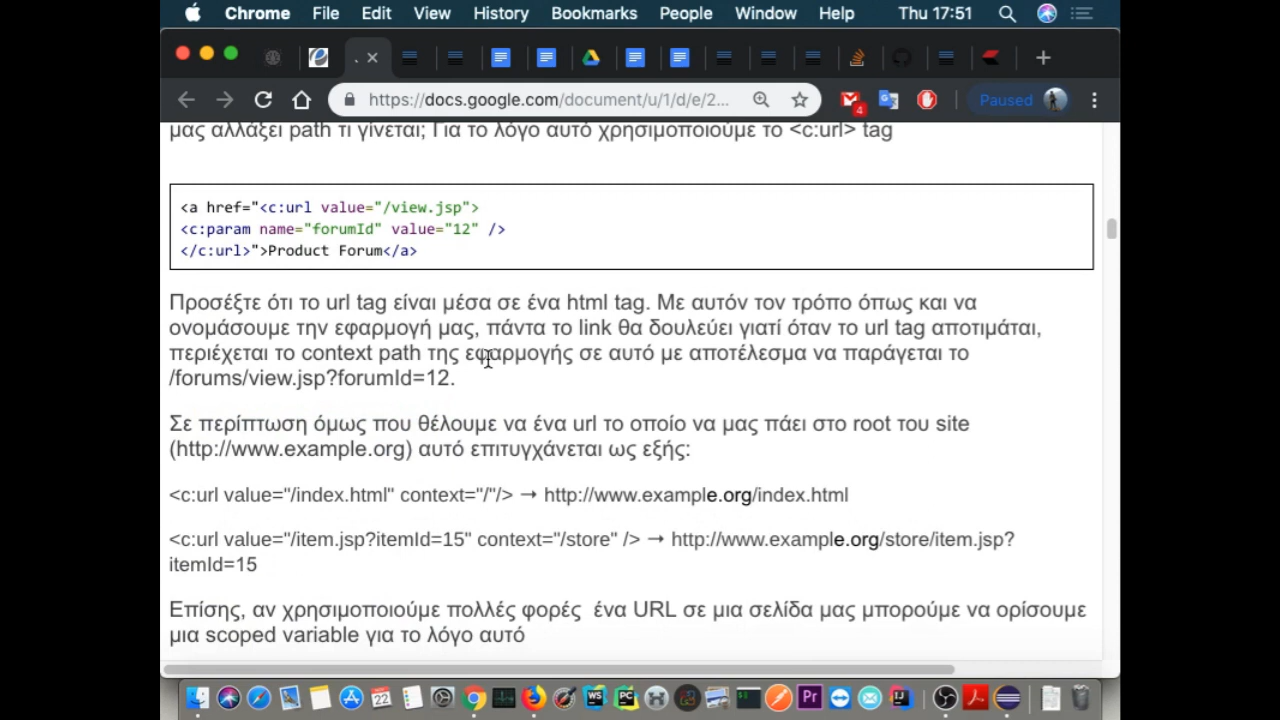 Chrome File Edit View History Bookmarks People Window Help Thu 17:51
https://docs.google.com/document/u/1/d/e/2...
4
Paused
μας αλλάξει path τι γίνεται; Για το λόγο αυτό χρησιμοποιούμε το <c:url> tag
<a href="<c:url value="/view.jsp">
<c:param name="forumId" value="12" />
</c:url>">Product Forum</a>
Προσέξτε ότι το url tag είναι μέσα σε ένα html tag. Με αυτόν τον τρόπο όπως και να
ονομάσουμε την εφαρμογή μας, πάντα το link θα δουλεύει γιατί όταν το url tag αποτιμάται,
περιέχεται το context path της εφαρμογής σε αυτό με αποτέλεσμα να παράγεται το
/forums/view.jsp?forumId=12.
Σε περίπτωση όμως που θέλουμε να ένα url το οποίο να μας πάει στο root του site
(http://www.example.org) αυτό επιτυγχάνεται ως εξής:
<c:url value="/index.html" context="/"/> → http://www.example.org/index.html
<c:url value="/item.jsp?itemId=15" context="/store" /> → http://www.example.org/store/item.jsp?
itemId=15
Επίσης, αν χρησιμοποιούμε πολλές φορές ένα URL σε μια σελίδα μας μπορούμε να ορίσουμε
μια scoped variable για το λόγο αυτό
22 WS PC Pr